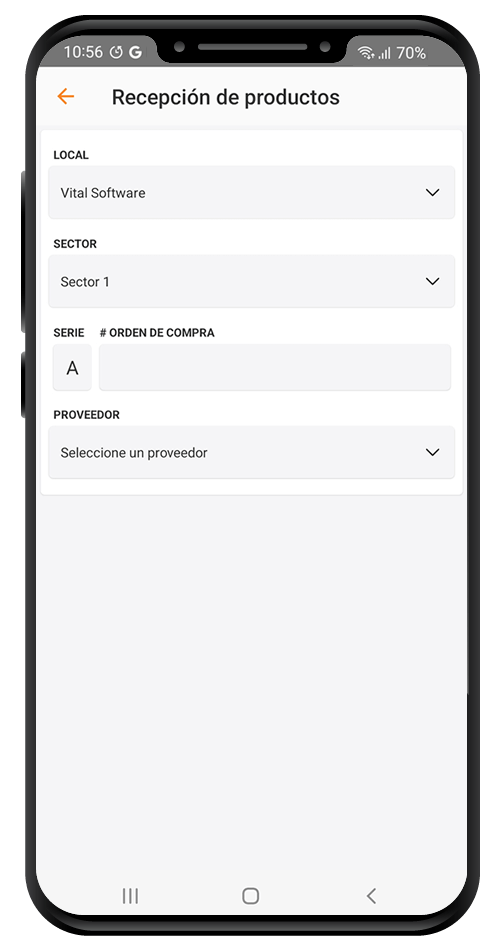 10:56 G 70%
Recepción de productos
LOCAL
Vital Software
SECTOR
Sector 1
SERIE # ORDEN DE COMPRA
A
PROVEEDOR
Seleccione un proveedor